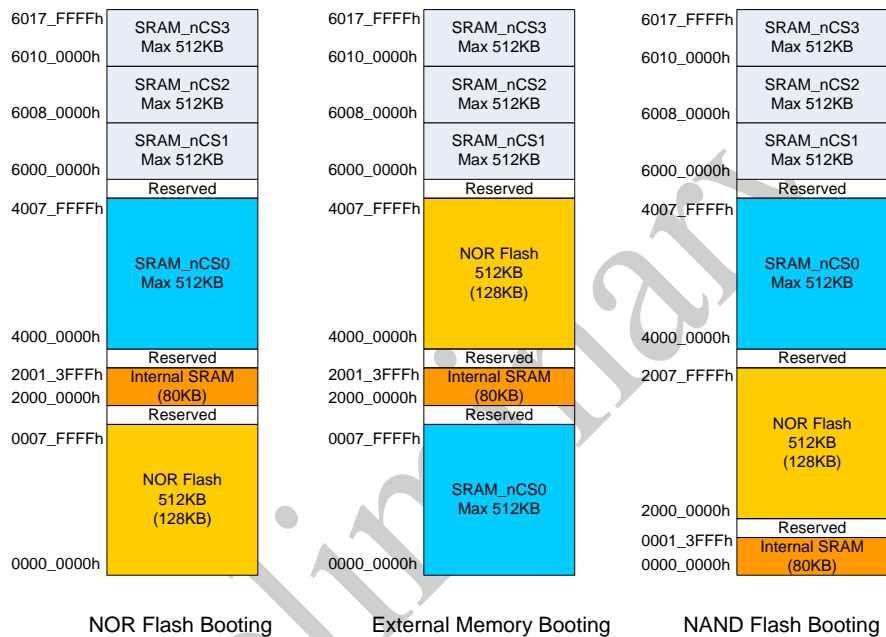 6017_FFFFh
SRAM_nCS3
Max 512KB
6010_0000h
SRAM_nCS2
Max 512KB
6008_0000h
SRAM_nCS1
Max 512KB
6000_0000h
Reserved
4007_FFFFh
SRAM_nCS0
Max 512KB
4000_0000h
Reserved
2001_3FFFh
Internal SRAM
(80KB)
2000_0000h
Reserved
0007_FFFFh
NOR Flash
512KB
(128KB)
0000_0000h
NOR Flash Booting
6017_FFFFh
SRAM_nCS3
Max 512KB
6010_0000h
SRAM_nCS2
Max 512KB
6008_0000h
SRAM_nCS1
Max 512KB
6000_0000h
Reserved
4007_FFFFh
NOR Flash
512KB
(128KB)
4000_0000h
Reserved
2001_3FFFh
Internal SRAM
(80KB)
2000_0000h
Reserved
0007_FFFFh
SRAM_nCS0
Max 512KB
0000_0000h
External Memory Booting
6017_FFFFh
SRAM_nCS3
Max 512KB
6010_0000h
SRAM_nCS2
Max 512KB
6008_0000h
SRAM_nCS1
Max 512KB
6000_0000h
Reserved
4007_FFFFh
SRAM_nCS0
Max 512KB
4000_0000h
Reserved
2007_FFFFh
NOR Flash
512KB
(128KB)
2000_0000h
Reserved
0001_3FFFh
Internal SRAM
(80KB)
0000_0000h
NAND Flash Booting